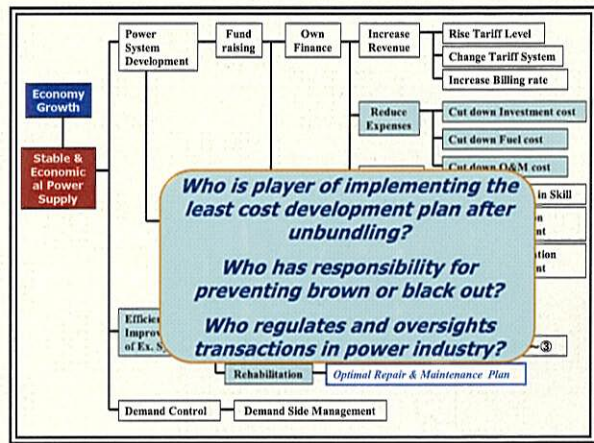 Power
System
Development
Fund
raising
Own
Finance
Increase
Revenue
Rise Tariff Level
Change Tariff System
Increase Billing rate
Economy
Growth
Reduce
Expenses
Cut down Investment cost
Cut down Fuel cost
Cut down O&M cost
Stable &
Economic
al Power
Supply
Who is player of implementing the
least cost development plan after
unbundling?
Who has responsibility for
preventing brown or black out?
Who regulates and oversights
transactions in power industry?
in Skill
③
of Ex.
Rehabilitation
Optimal Repair & Maintenance Plan
Demand Control
Demand Side Management